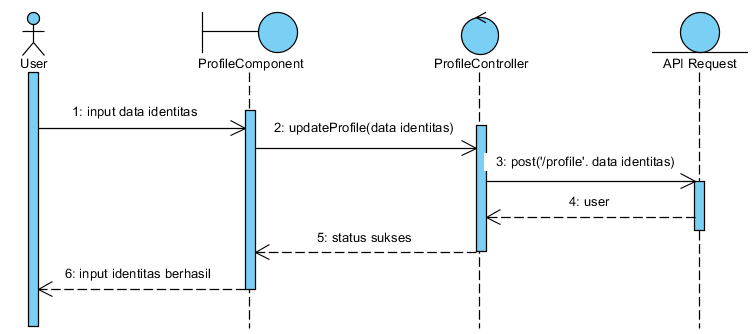 User
ProfileComponent
ProfileController
API Request
1: input data identitas
2: updateProfile(data identitas)
3: post('/profile'. data identitas)
4: user
5: status sukses
6: input identitas berhasil